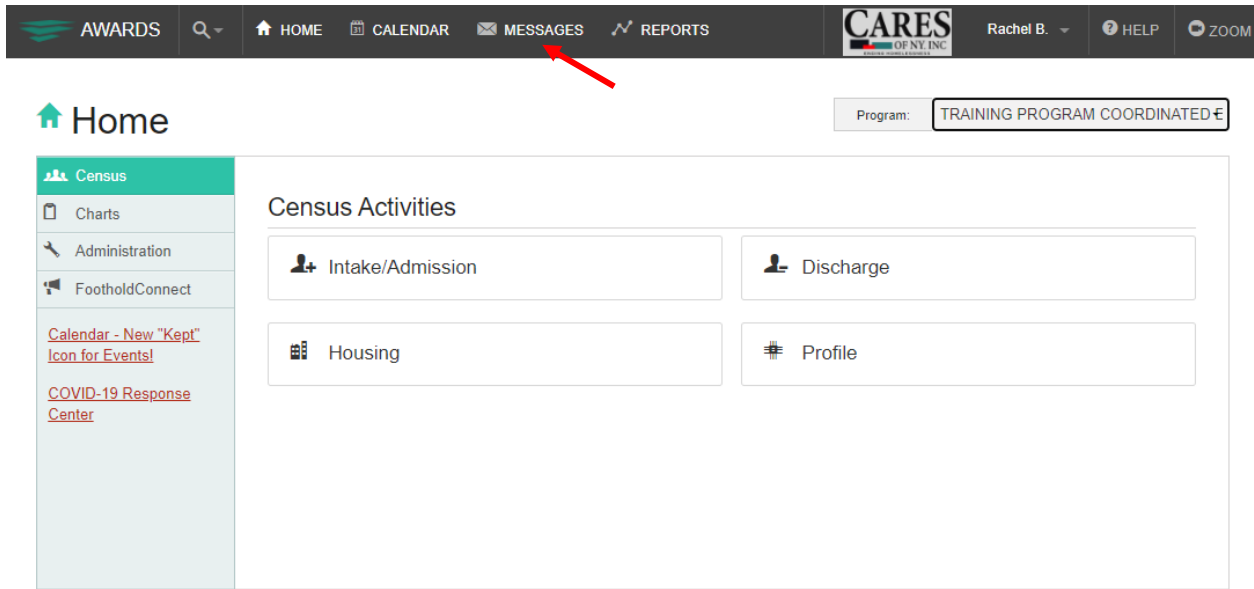 AWARDS HOME CALENDAR MESSAGES REPORTS CARES OF NY, INC Rachel B. HELP ZOOM
Home
Program: TRAINING PROGRAM COORDINATED E
Census
Charts
Administration
FootholdConnect
Calendar - New "Kept"
Icon for Events!
COVID-19 Response
Center
Census Activities
Intake/Admission
Discharge
Housing
Profile